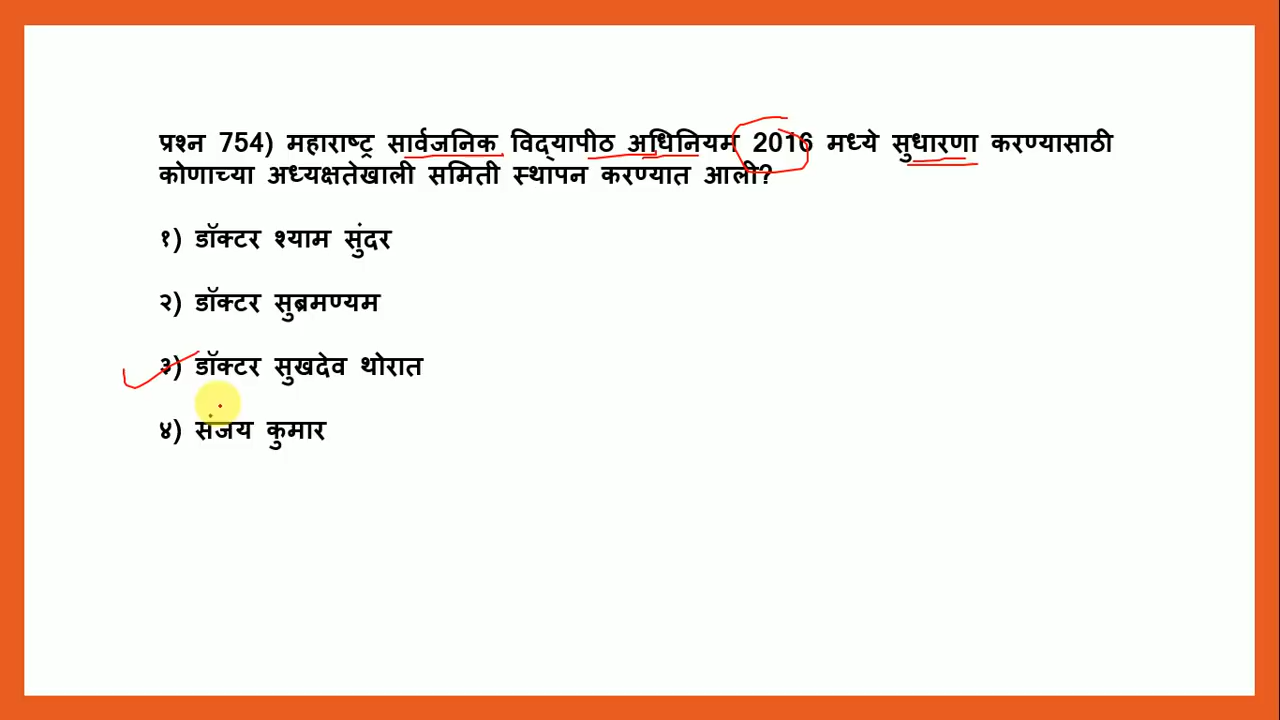 प्रश्न 754) महाराष्ट्र सार्वजनिक विद्‌यापीठ अधिनियम 2016 मध्ये सुधारणा करण्यासाठी
कोणाच्या अध्यक्षतेखाली समिती स्थापन करण्यात आली?
१) डॉक्टर श्याम सुंदर
२) डॉक्टर सुब्रमण्यम
३) डॉक्टर सुखदेव थोरात
४) संजय कुमार